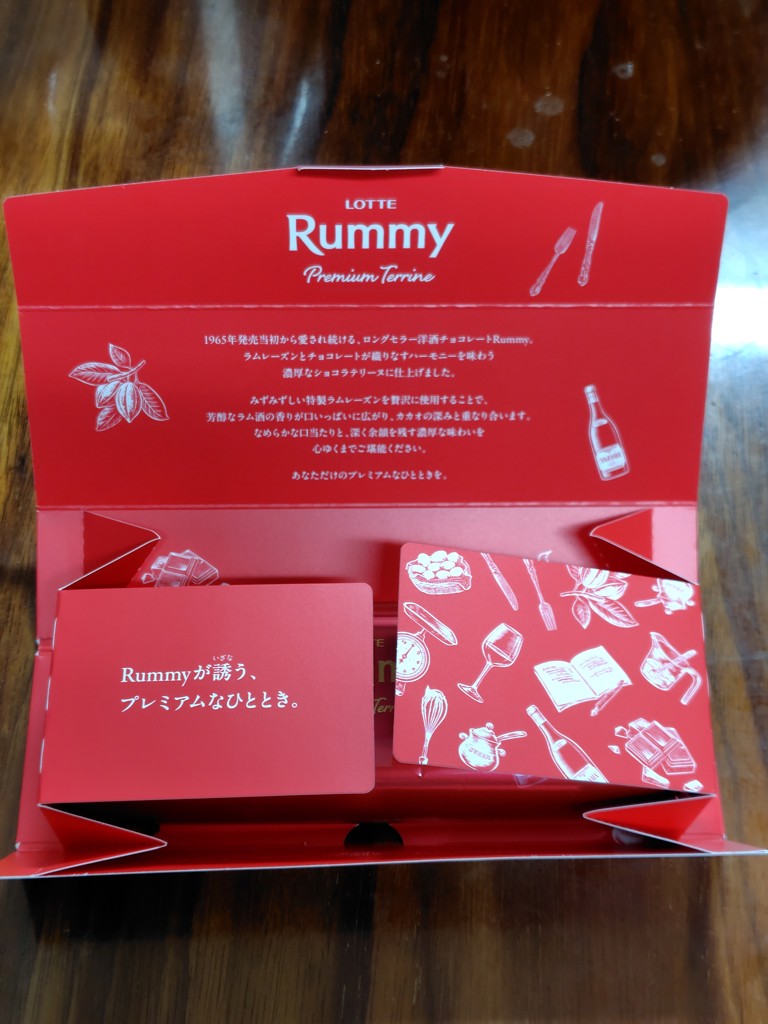 LOTTE
Rummy
Premium Terrine
1965年発売当初から愛され続ける、ロングセラー洋酒チョコレートRummy。
ラムレーズンとチョコレートが織りなすハーモニーを味わう
濃厚なショコラテリーヌに仕上げました。
みずみずしい特製ラムレーズンを贅沢に使用することで、
芳醇なラム酒の香りが口いっぱいに広がり、カカオの深みと重なり合います。
なめらかな口当たりと、深く余韻を残す濃厚な味わいを
心ゆくまでご堪能ください。
あなただけのプレミアムなひとときを。
いざな
Rummyが誘う、
プレミアムなひととき。